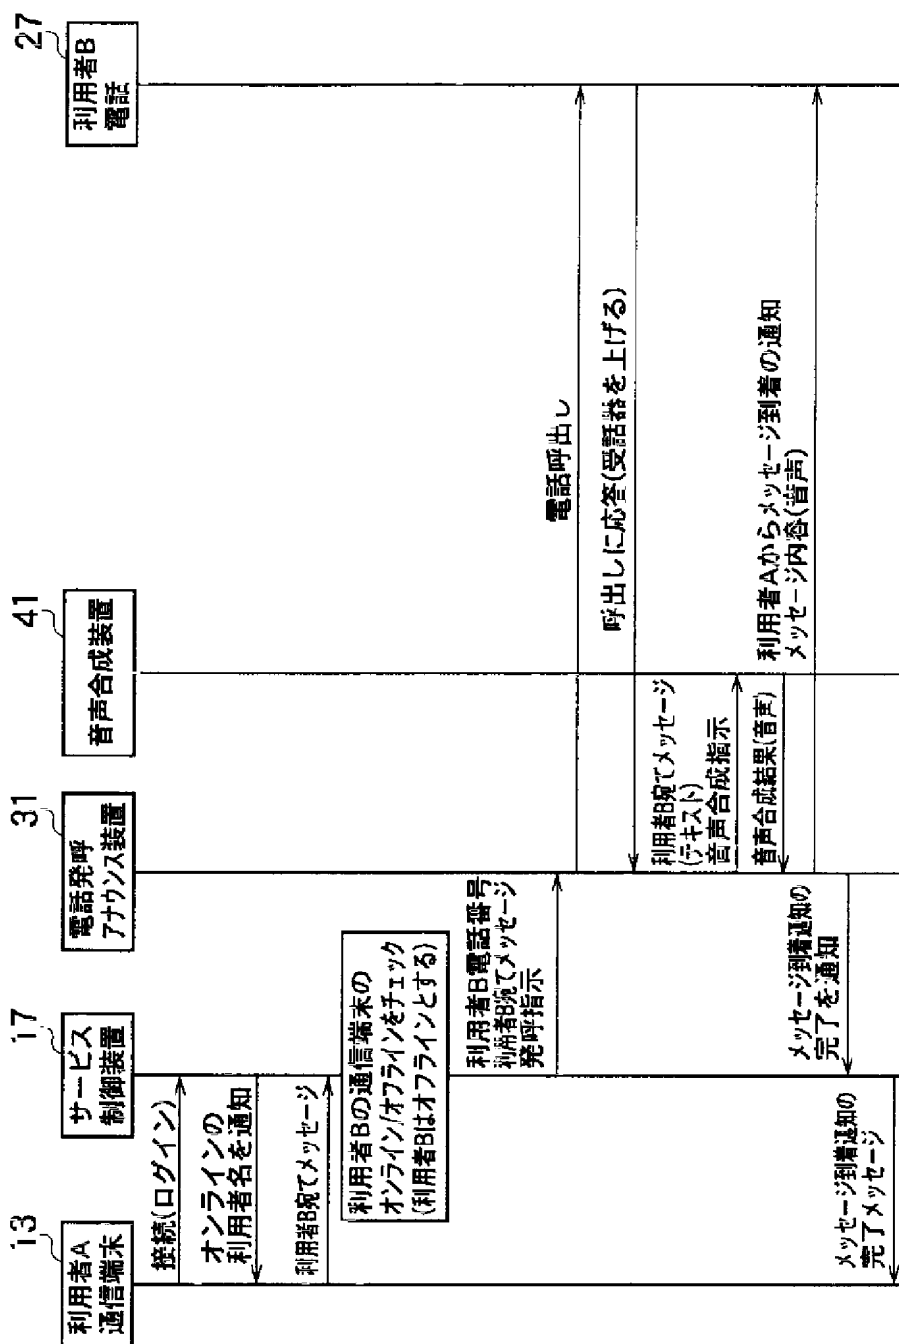 13
利用者A
通信端末
17
サービス
制御装置
31
電話発呼
アナウンス装置
41
音声合成装置
27
利用者B
電話
接続(ログイン)
オンラインの
利用者名を通知
利用者B宛てメッセージ
利用者Bの通信端末の
オンライン/オフラインをチェック
(利用者Bはオフラインとする)
利用者B電話番号
利用者B宛てメッセージ
発呼指示
電話呼出し
呼出しに応答(受話器を上げる)
利用者B宛てメッセージ
(テキスト)
音声合成指示
音声合成結果(音声)
利用者Aからメッセージ到着の通知
メッセージ内容(音声)
メッセージ到着通知の
完了を通知
メッセージ到着通知の
完了メッセージ